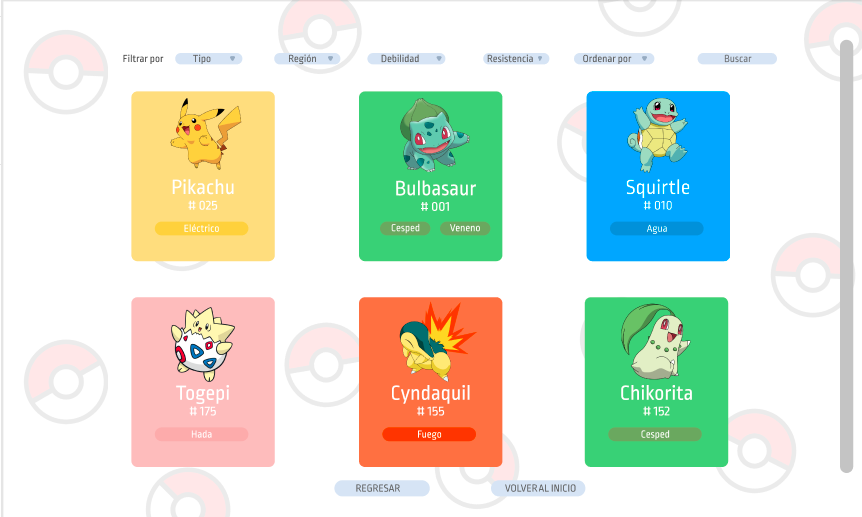 Filtrar por Tipo Región Debilidad Resistencia Ordenar por Buscar
Pikachu
# 025
Eléctrico
Bulbasaur
# 001
Cesped Veneno
Squirtle
# 010
Agua
Togepi
# 175
Hada
Cyndaquil
# 155
Fuego
Chikorita
# 152
Cesped
REGRESAR VOLVER AL INICIO